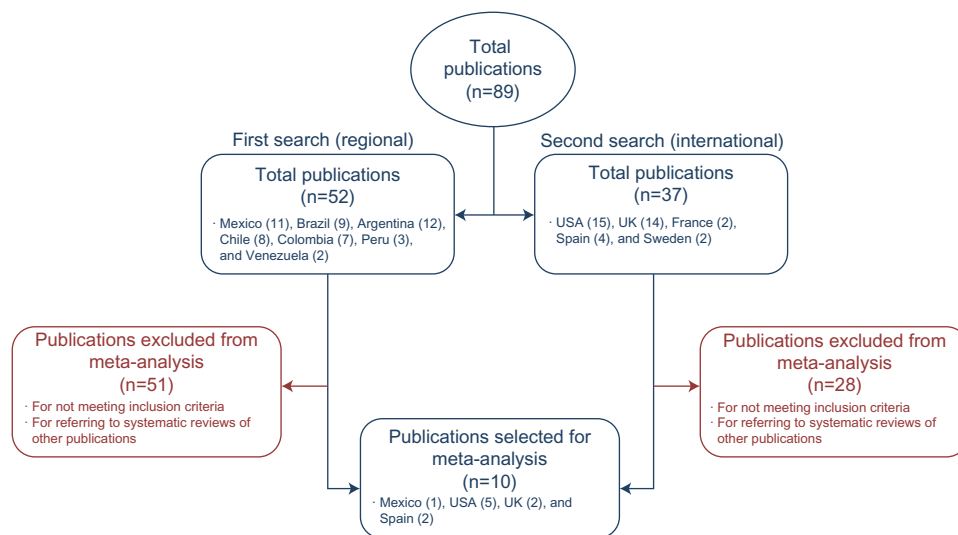 Total
publications
(n=89)
First search (regional)
Second search (international)
Total publications
(n=52)
· Mexico (11), Brazil (9), Argentina (12),
Chile (8), Colombia (7), Peru (3),
and Venezuela (2)
Total publications
(n=37)
· USA (15), UK (14), France (2),
Spain (4), and Sweden (2)
Publications excluded from
meta-analysis
(n=51)
· For not meeting inclusion criteria
· For referring to systematic reviews of
other publications
Publications excluded from
meta-analysis
(n=28)
· For not meeting inclusion criteria
· For referring to systematic reviews of
other publications
Publications selected for
meta-analysis
(n=10)
· Mexico (1), USA (5), UK (2), and
Spain (2)